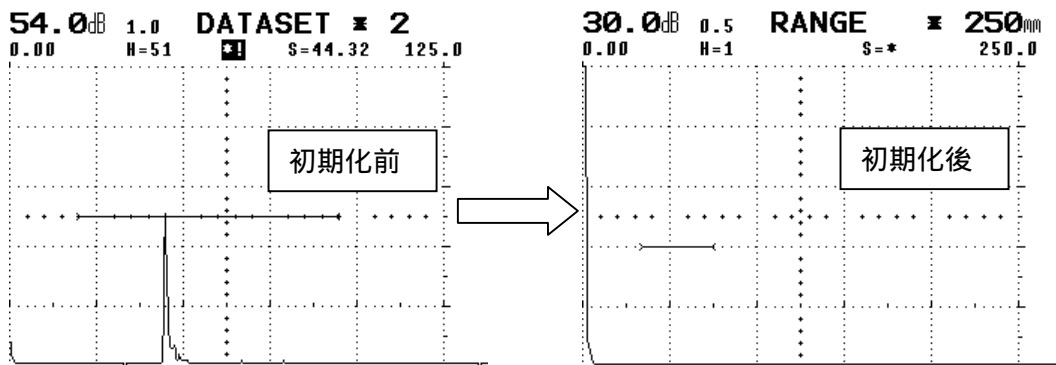 54.0dB 1.0 DATASET ※ 2
0.00 H=51 *! S=44.32 125.0
初期化前
30.0dB 0.5 RANGE ※ 250mm
0.00 H=1 S=* 250.0
初期化後